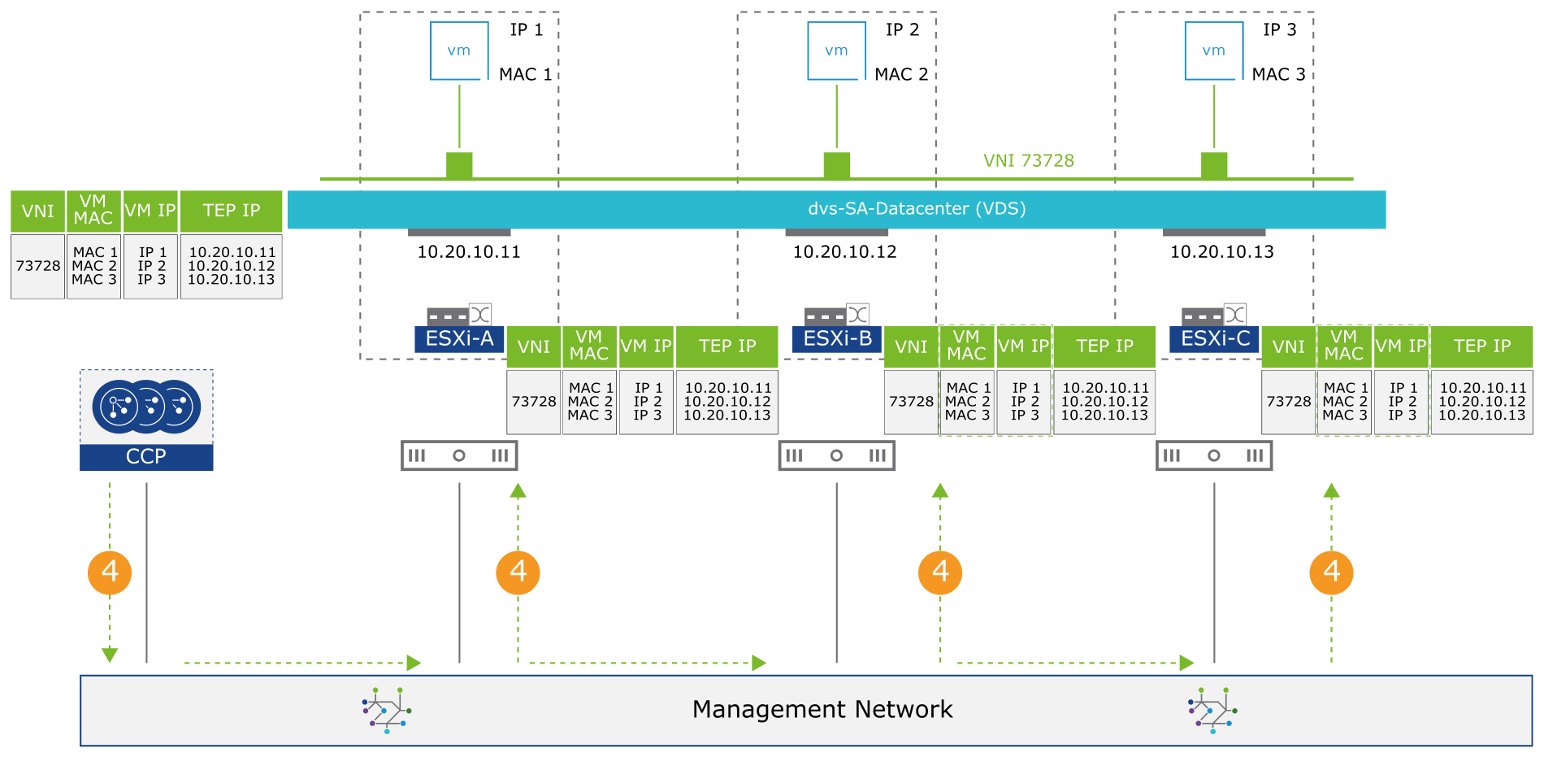 IP 1
vm
MAC 1
IP 2
vm
MAC 2
IP 3
vm
MAC 3
VNI 73728
dvs-SA-Datacenter (VDS)
VNI
VM MAC
VM IP
TEP IP
73728
MAC 1
MAC 2
MAC 3
IP 1
IP 2
IP 3
10.20.10.11
10.20.10.12
10.20.10.13
10.20.10.11
10.20.10.12
10.20.10.13
ESXi-A
VNI
VM MAC
VM IP
TEP IP
73728
MAC 1
MAC 2
MAC 3
IP 1
IP 2
IP 3
10.20.10.11
10.20.10.12
10.20.10.13
ESXi-B
VNI
VM MAC
VM IP
TEP IP
73728
MAC 1
MAC 2
MAC 3
IP 1
IP 2
IP 3
10.20.10.11
10.20.10.12
10.20.10.13
ESXi-C
VNI
VM MAC
VM IP
TEP IP
73728
MAC 1
MAC 2
MAC 3
IP 1
IP 2
IP 3
10.20.10.11
10.20.10.12
10.20.10.13
CCP
4
4
4
4
Management Network